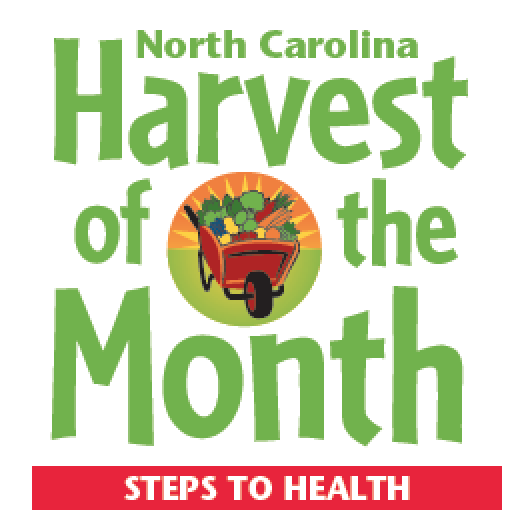 North Carolina
Harvest
of the
Month
STEPS TO HEALTH